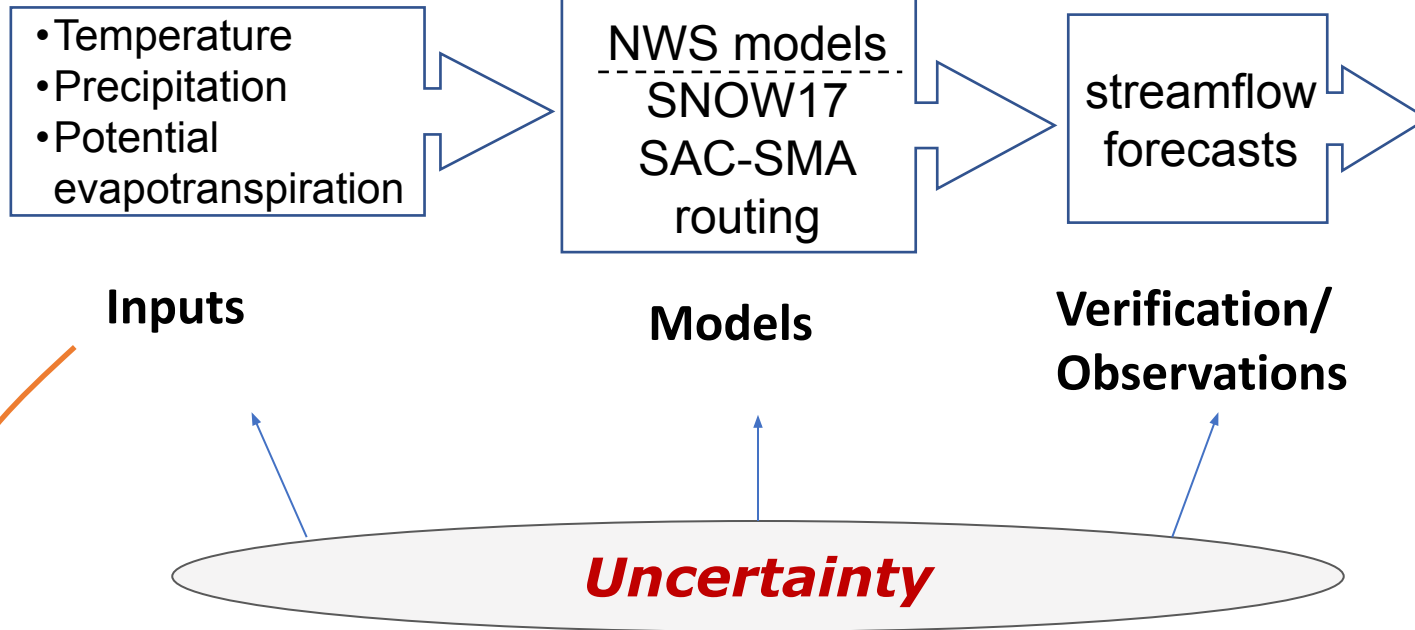 •Temperature
•Precipitation
•Potential
evapotranspiration
NWS models
SNOW17
SAC-SMA
routing
streamflow
forecasts
Inputs
Models
Verification/
Observations
Uncertainty